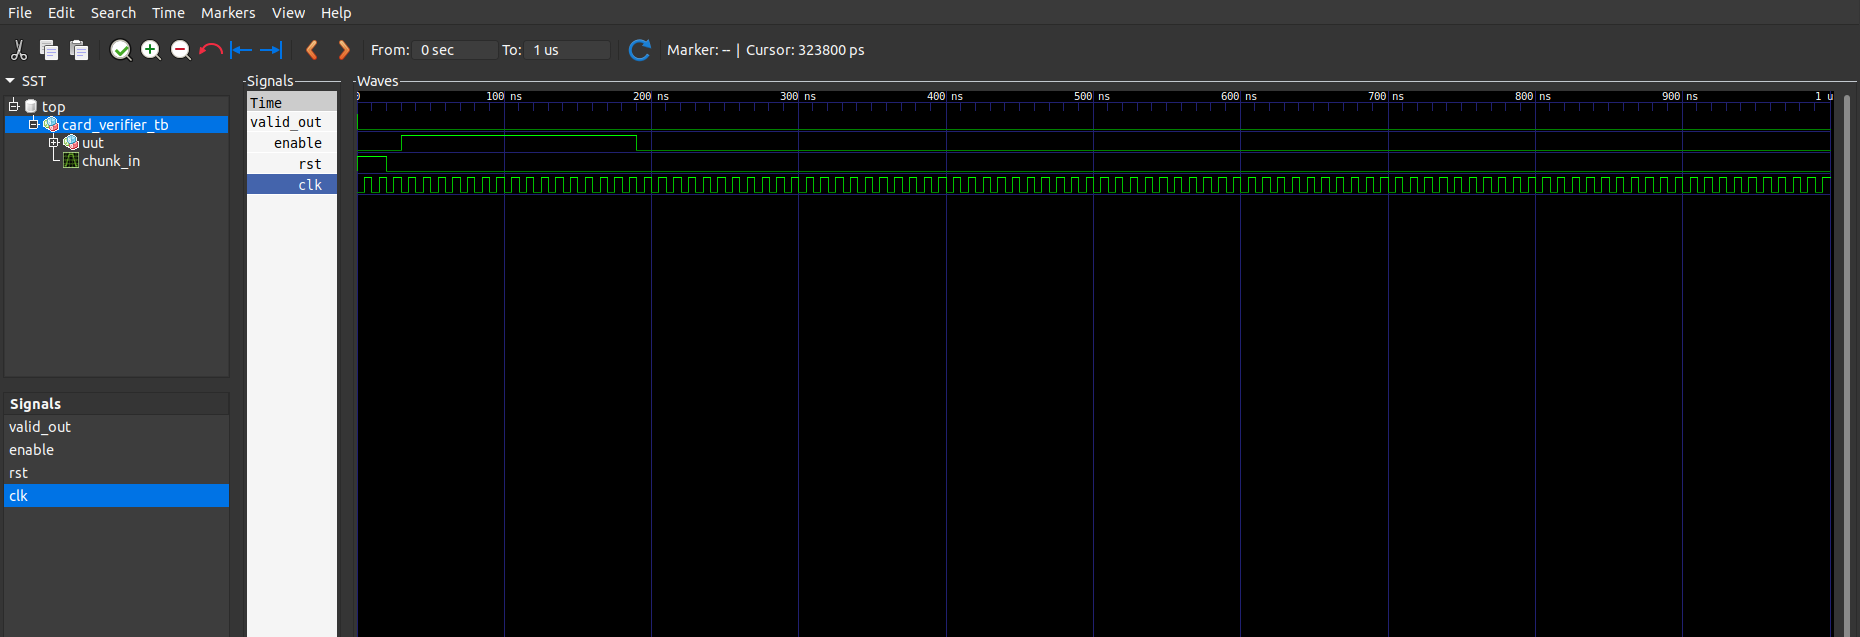 File Edit Search Time Markers View Help
From: 0 sec To: 1 us Marker: -- | Cursor: 323800 ps
SST
top
card_verifier_tb
uut
chunk_in
Signals
valid_out
enable
rst
clk
Signals
Time
valid_out
enable
rst
clk
Waves
0 100 ns 200 ns 300 ns 400 ns 500 ns 600 ns 700 ns 800 ns 900 ns 1 u